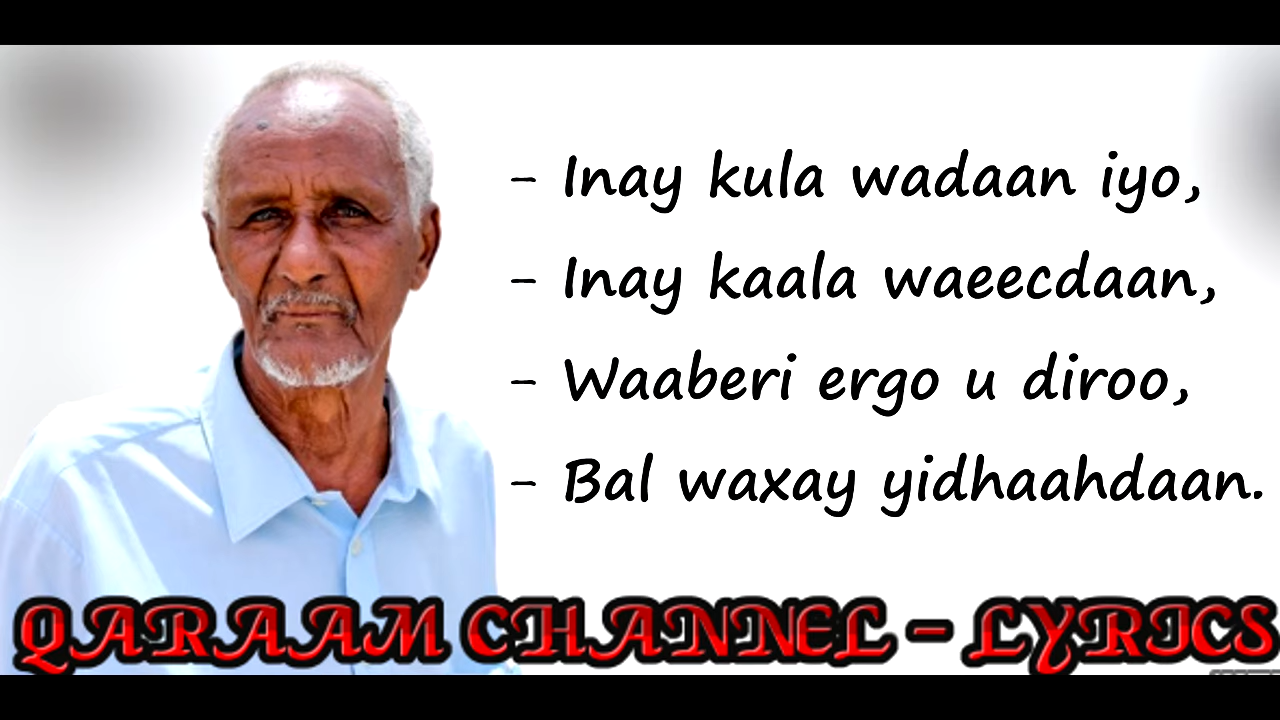 - Inay kula wadaan iyo,
- Inay kaala waeecdaan,
- Waaberi ergo u diroo,
- Bal waxay yidhaahdaan.
QARAAM CHANNEL - LYRICS